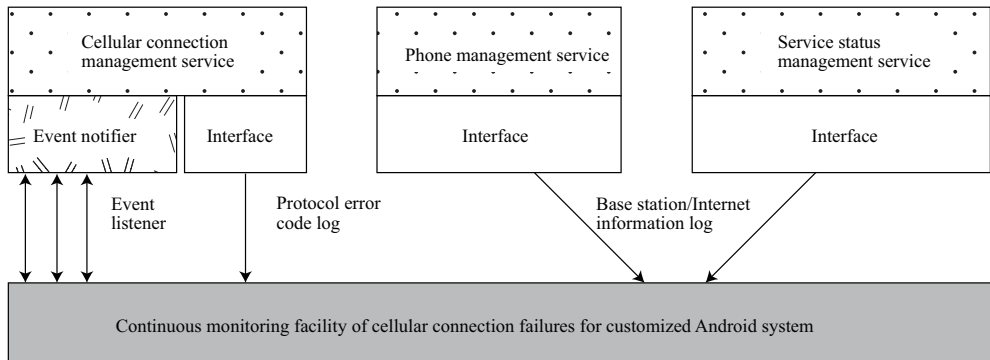 Cellular connection
management service
Phone management service
Service status
management service
Event notifier
Interface
Interface
Interface
Event
listener
Protocol error
code log
Base station/Internet
information log
Continuous monitoring facility of cellular connection failures for customized Android system